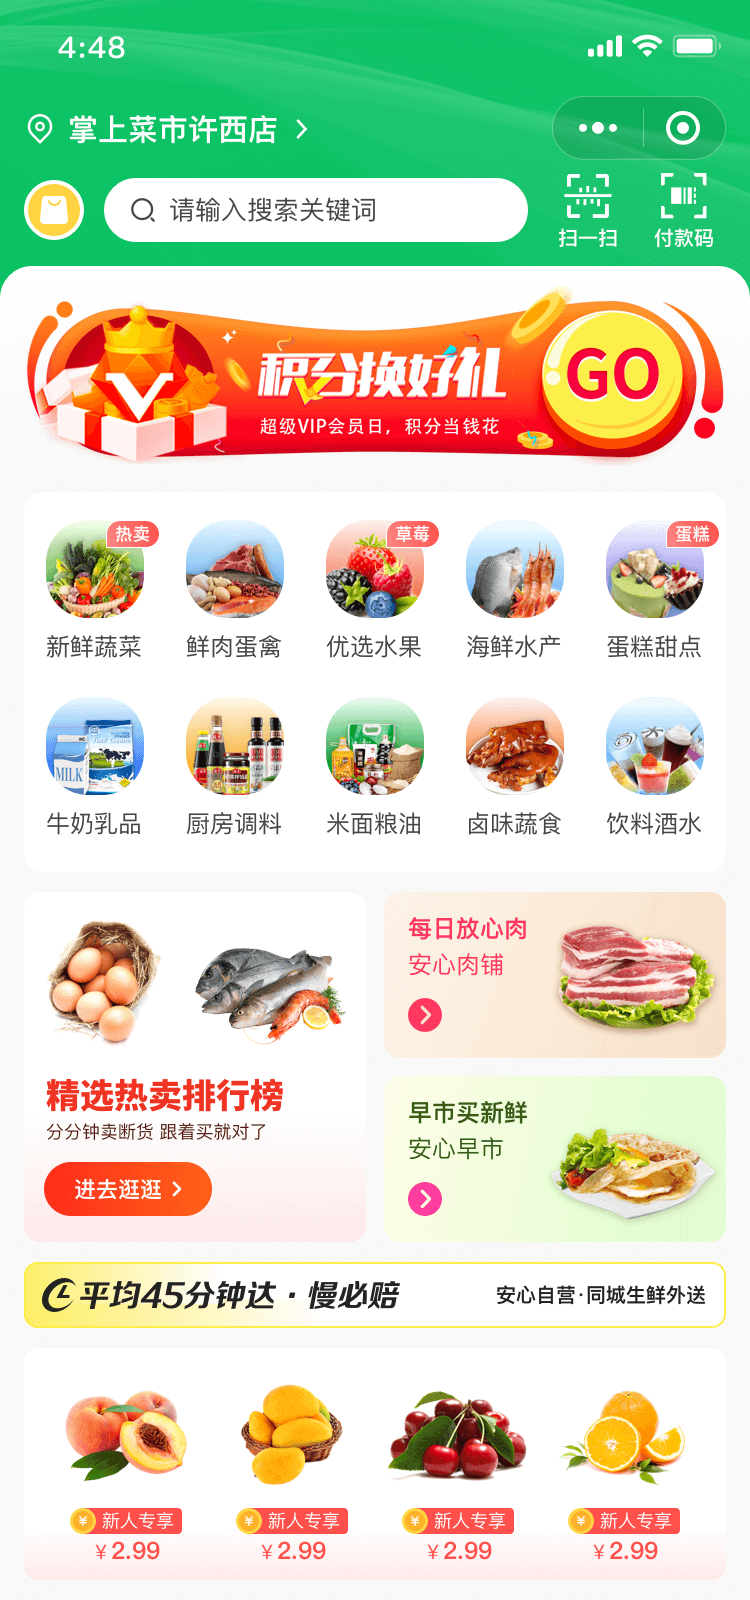 4:48
掌上菜市许西店
请输入搜索关键词
扫一扫
付款码
积分换好礼
GO
超级VIP会员日，积分当钱花
热卖
草莓
蛋糕
新鲜蔬菜
鲜肉蛋禽
优选水果
海鲜水产
蛋糕甜点
MILK
牛奶乳品
厨房调料
米面粮油
卤味蔬食
饮料酒水
每日放心肉
安心肉铺
精选热卖排行榜
分分钟卖断货 跟着买就对了
进去逛逛
早市买新鲜
安心早市
平均45分钟达·慢必赔
安心自营·同城生鲜外送
¥ 新人专享
¥ 新人专享
¥ 新人专享
¥ 新人专享
¥2.99
¥2.99
¥2.99
¥2.99